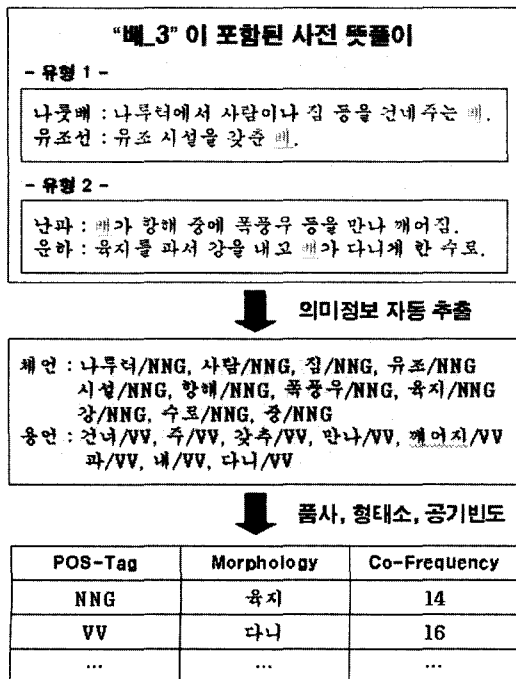 "배_3" 이 포함된 사전 뜻풀이
- 유형 1 -
나룻배 : 나루터에서 사람이나 짐 등을 건네주는 배.
유조선 : 유조 시설을 갖춘 배.
- 유형 2 -
난파 : 배가 항해 중에 폭풍우 등을 만나 깨어짐.
운하 : 육지를 파서 강을 내고 배가 다니게 한 수로.
의미정보 자동 추출
체언 : 나루터/NNG, 사람/NNG, 짐/NNG, 유조/NNG
시설/NNG, 항해/NNG, 폭풍우/NNG, 육지/NNG
강/NNG, 수로/NNG, 중/NNG
용언 : 건너/VV, 주/VV, 갖추/VV, 만나/VV, 깨어지/VV
파/VV, 내/VV, 다니/VV
품사, 형태소, 공기빈도
POS-Tag Morphology Co-Frequency
NNG 육지 14
VV 다니 16
... ... ...